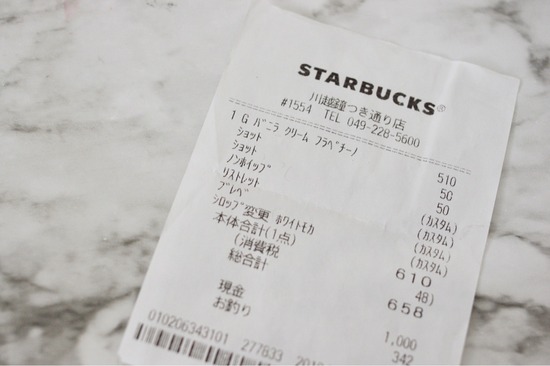 STARBUCKS®
川越鐘つき通り店
#1554 TEL 049-228-5600
1 G バニラ クリーム フラペチーノ 510
ショット 50
ショット 50
ノンホイップ (カスタム)
リストレット (カスタム)
ブレベ (カスタム)
シロップ変更 ホワイトモカ (カスタム)
本体合計(1点) 610
(消費税 48)
総合計 658
現金 1,000
お釣り 342
010206343101 277833